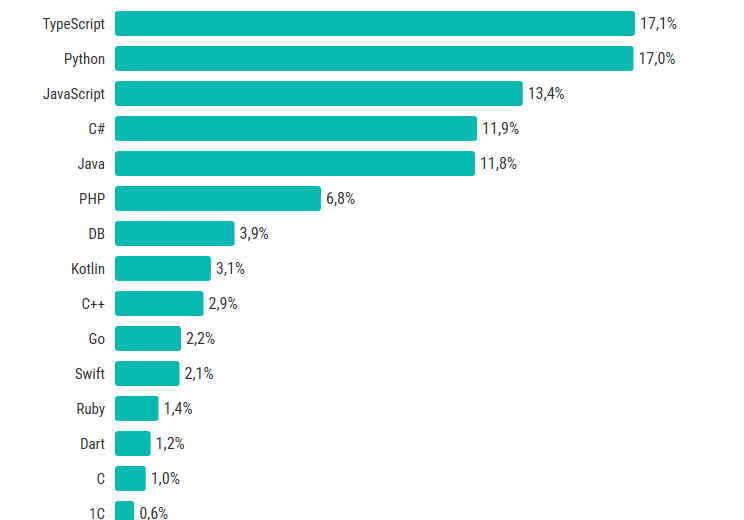 TypeScript 17,1%
Python 17,0%
JavaScript 13,4%
C# 11,9%
Java 11,8%
PHP 6,8%
DB 3,9%
Kotlin 3,1%
C++ 2,9%
Go 2,2%
Swift 2,1%
Ruby 1,4%
Dart 1,2%
C 1,0%
1C 0,6%